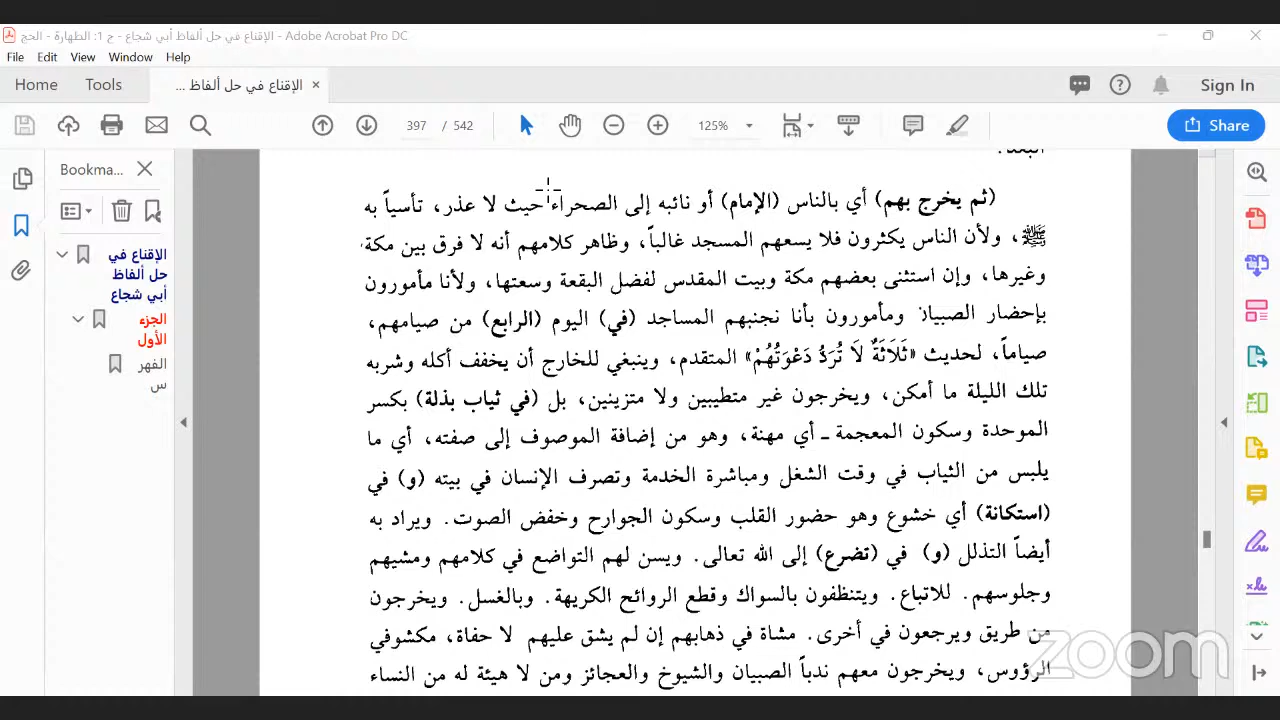 الإقناع في حل ألفاظ أبي شجاع - ج 1: الطهارة - الحج - Adobe Acrobat Pro DC
File Edit View Window Help
Home Tools الإقناع في حل ألفاظ ... × Sign In
397 / 542 125% Share
Bookma...
الإقناع في
حل ألفاظ
أبي شجاع
الجزء
الأول
الفهر
س
(ثم يخرج بهم) أي بالناس (الإمام) أو نائبه إلى الصحراء حيث لا عذر، تأسياً به
ﷺ، ولأن الناس يكثرون فلا يسعهم المسجد غالباً، وظاهر كلامهم أنه لا فرق بين مكة
وغيرها، وإن استثنى بعضهم مكة وبيت المقدس لفضل البقعة وسعتها، ولأنا مأمورون
بإحضار الصبيان ومأمورون بأنا نجنبهم المساجد (في) اليوم (الرابع) من صيامهم،
صياماً، لحديث «ثَلَاثَةٌ لَا تُرَدُّ دَعْوَتُهُمْ» المتقدم، وينبغي للخارج أن يخفف أكله وشربه
تلك الليلة ما أمكن، ويخرجون غير متطيبين ولا متزينين، بل (في ثياب بذلة) بكسر
الموحدة وسكون المعجمة ـ أي مهنة، وهو من إضافة الموصوف إلى صفته، أي ما
يلبس من الثياب في وقت الشغل ومباشرة الخدمة وتصرف الإنسان في بيته (و) في
(استكانة) أي خشوع وهو حضور القلب وسكون الجوارح وخفض الصوت. ويراد به
أيضاً التذلل (و) في (تضرع) إلى الله تعالى. ويسن لهم التواضع في كلامهم ومشيهم
وجلوسهم. للاتباع. ويتنظفون بالسواك وقطع الروائح الكريهة. وبالغسل. ويخرجون
من طريق ويرجعون في أخرى. مشاة في ذهابهم إن لم يشق عليهم لا حفاة، مكشوفي
الرؤوس، ويخرجون معهم ندباً الصبيان والشيوخ والعجائز ومن لا هيئة له من النساء
zoom